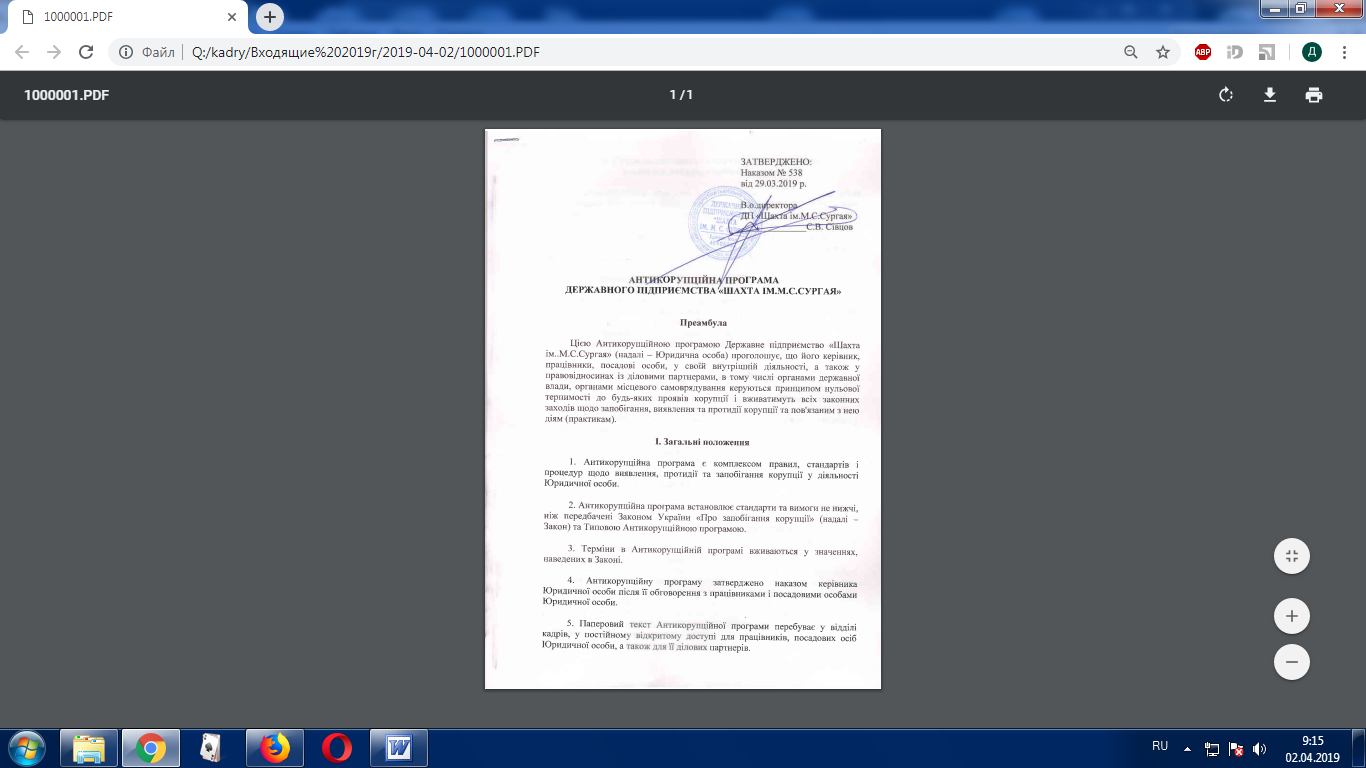 1000001.PDF
Файл
Q:/kadry/Входящие%202019г/2019-04-02/1000001.PDF
ABP
Д
1000001.PDF
1 / 1
ЗАТВЕРДЖЕНО:
Наказом № 538
від 29.03.2019 р.
В.о.директора
ДП «Шахта ім.М.С.Сургая»
С.В. Сівцов
АНТИКОРУПЦІЙНА ПРОГРАМА
ДЕРЖАВНОГО ПІДПРИЄМСТВА «ШАХТА ІМ.М.С.СУРГАЯ»
Преамбула
Цією Антикорупційною програмою Державне підприємство «Шахта
ім..М.С.Сургая» (надалі – Юридична особа) проголошує, що його керівник,
працівники, посадові особи, у своїй внутрішній діяльності, а також у
правовідносинах із діловими партнерами, в тому числі органами державної
влади, органами місцевого самоврядування керуються принципом нульової
терпимості до будь-яких проявів корупції і вживатимуть всіх законних
заходів щодо запобігання, виявлення та протидії корупції та пов'язаним з нею
діям (практикам).
І. Загальні положення
1. Антикорупційна програма є комплексом правил, стандартів і
процедур щодо виявлення, протидії та запобігання корупції у діяльності
Юридичної особи.
2. Антикорупційна програма встановлює стандарти та вимоги не нижчі,
ніж передбачені Законом України «Про запобігання корупції» (надалі –
Закон) та Типовою Антикорупційною програмою.
3. Терміни в Антикорупційній програмі вживаються у значеннях,
наведених в Законі.
4. Антикорупційну програму затверджено наказом керівника
Юридичної особи після її обговорення з працівниками і посадовими особами
Юридичної особи.
5. Паперовий текст Антикорупційної програми перебуває у відділі
кадрів, у постійному відкритому доступі для працівників, посадових осіб
Юридичної особи, а також для її ділових партнерів.
RU
9:15
02.04.2019